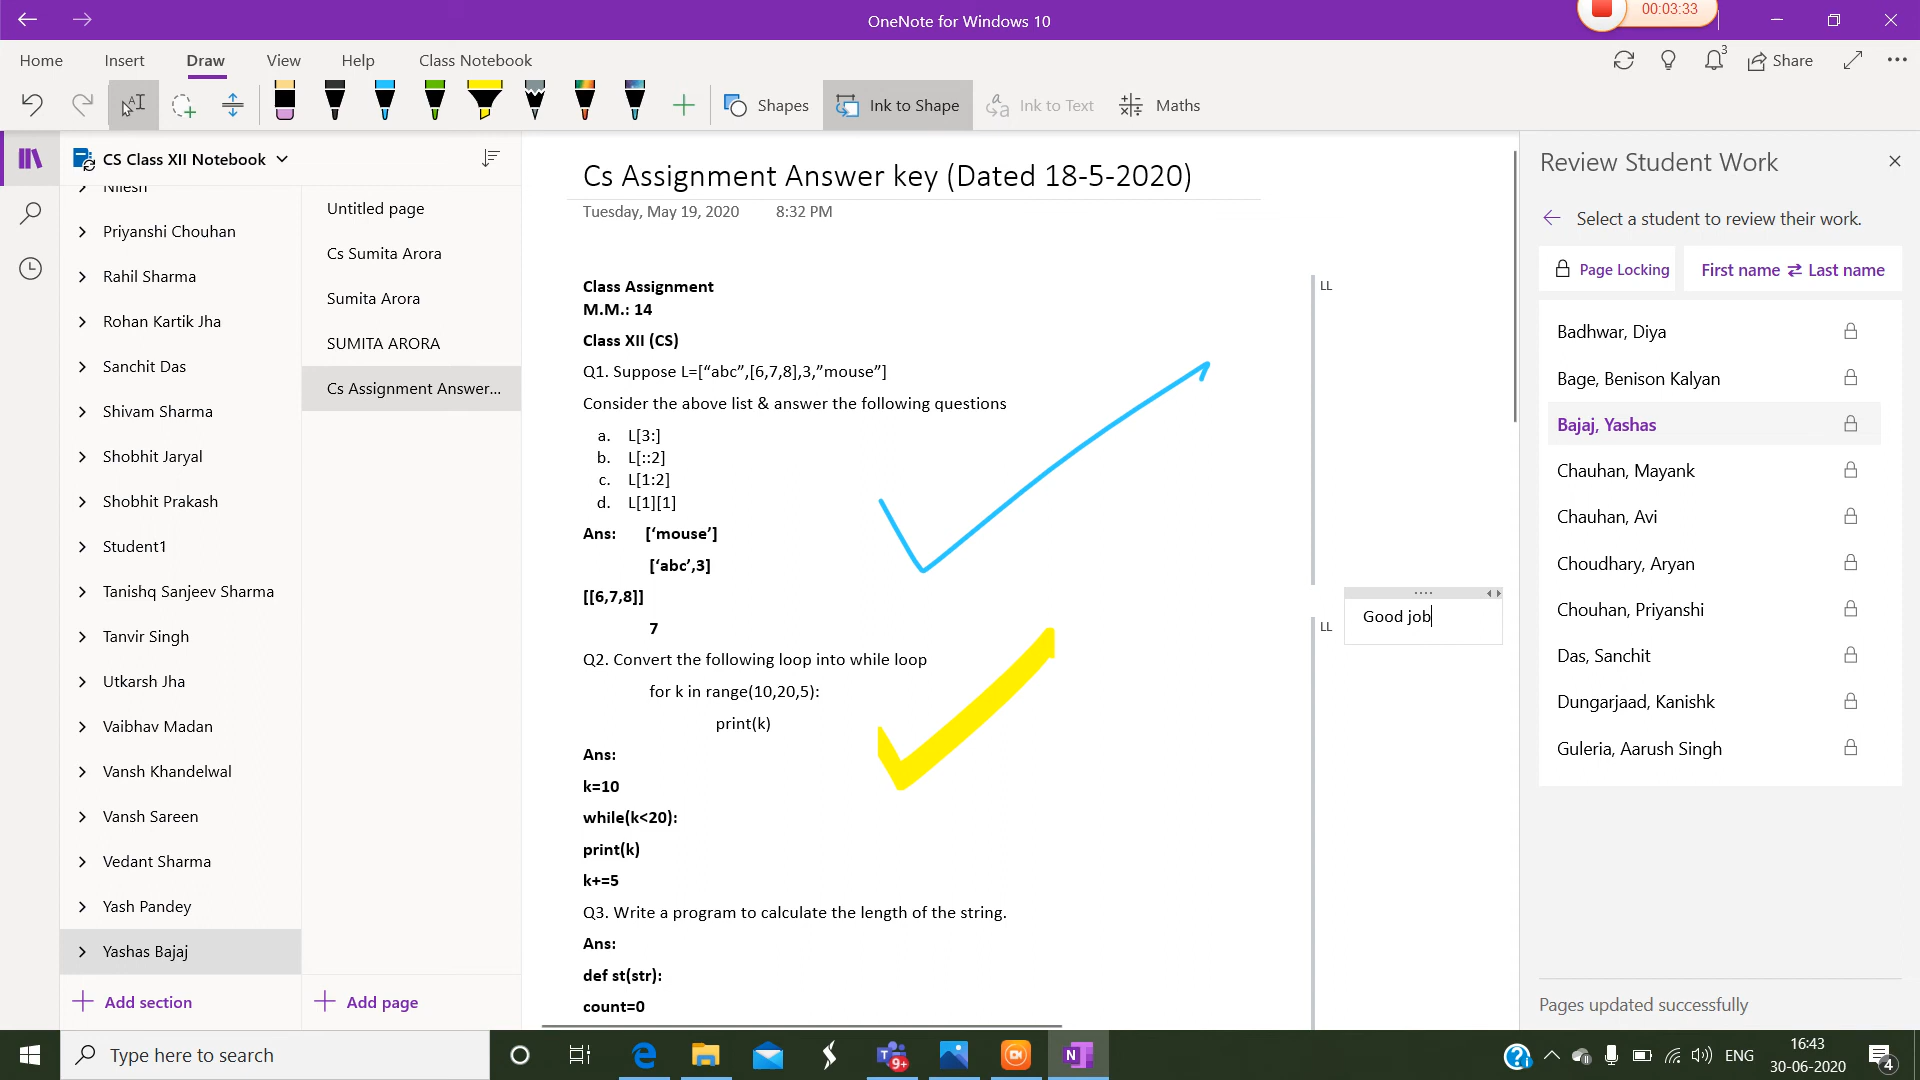 OneNote for Windows 10
00:03:33
Home Insert Draw View Help Class Notebook
3
Share
Shapes Ink to Shape Ink to Text Maths
CS Class XII Notebook
Nilesh
Priyanshi Chouhan
Rahil Sharma
Rohan Kartik Jha
Sanchit Das
Shivam Sharma
Shobhit Jaryal
Shobhit Prakash
Student1
Tanishq Sanjeev Sharma
Tanvir Singh
Utkarsh Jha
Vaibhav Madan
Vansh Khandelwal
Vansh Sareen
Vedant Sharma
Yash Pandey
Yashas Bajaj
Add section
Untitled page
Cs Sumita Arora
Sumita Arora
SUMITA ARORA
Cs Assignment Answer...
Add page
Cs Assignment Answer key (Dated 18-5-2020)
Tuesday, May 19, 2020 8:32 PM
Class Assignment
M.M.: 14
Class XII (CS)
Q1. Suppose L=[“abc”,[6,7,8],3,”mouse”]
Consider the above list & answer the following questions
a. L[3:]
b. L[::2]
c. L[1:2]
d. L[1][1]
Ans: [‘mouse’]
[‘abc’,3]
[[6,7,8]]
7
Q2. Convert the following loop into while loop
for k in range(10,20,5):
print(k)
Ans:
k=10
while(k<20):
print(k)
k+=5
Q3. Write a program to calculate the length of the string.
Ans:
def st(str):
count=0
LL
LL
Good job
Review Student Work
Select a student to review their work.
Page Locking
First name ⇄ Last name
Badhwar, Diya
Bage, Benison Kalyan
Bajaj, Yashas
Chauhan, Mayank
Chauhan, Avi
Choudhary, Aryan
Chouhan, Priyanshi
Das, Sanchit
Dungarjaad, Kanishk
Guleria, Aarush Singh
Pages updated successfully
Type here to search
9+
N
ENG
16:43
30-06-2020
4